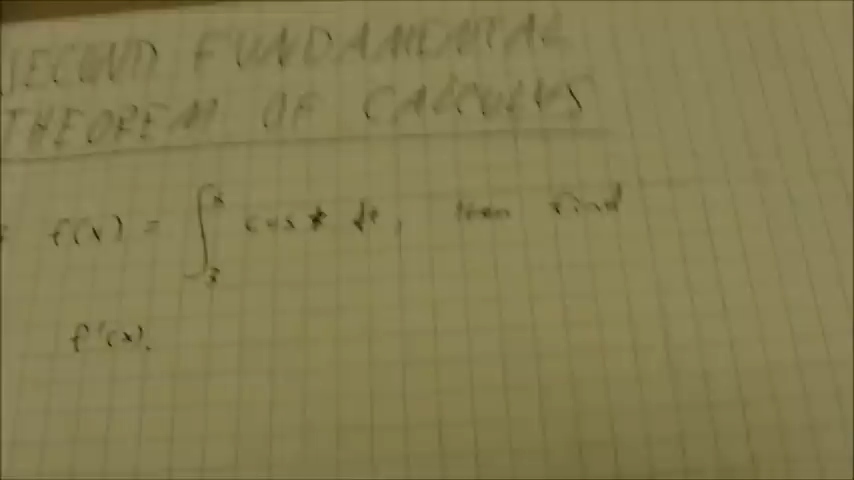 SECOND FUNDAMENTAL
THEOREM OF CALCULUS
f(x) = ∫ x cos t dt, then find
f'(x).